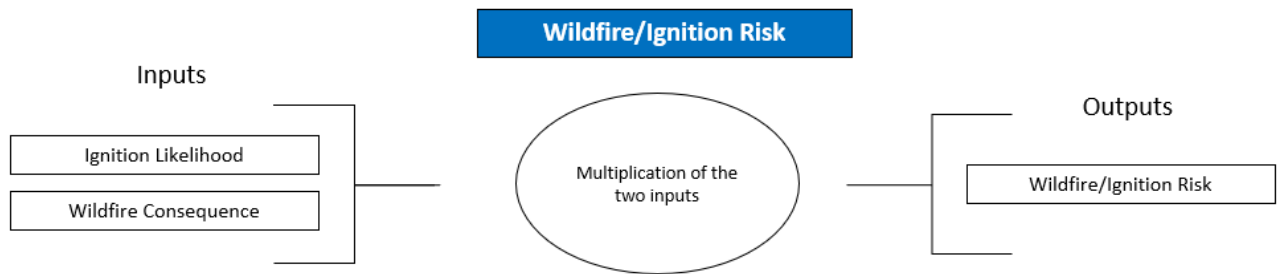 Wildfire/Ignition Risk
Inputs
Ignition Likelihood
Wildfire Consequence
Multiplication of the
two inputs
Outputs
Wildfire/Ignition Risk